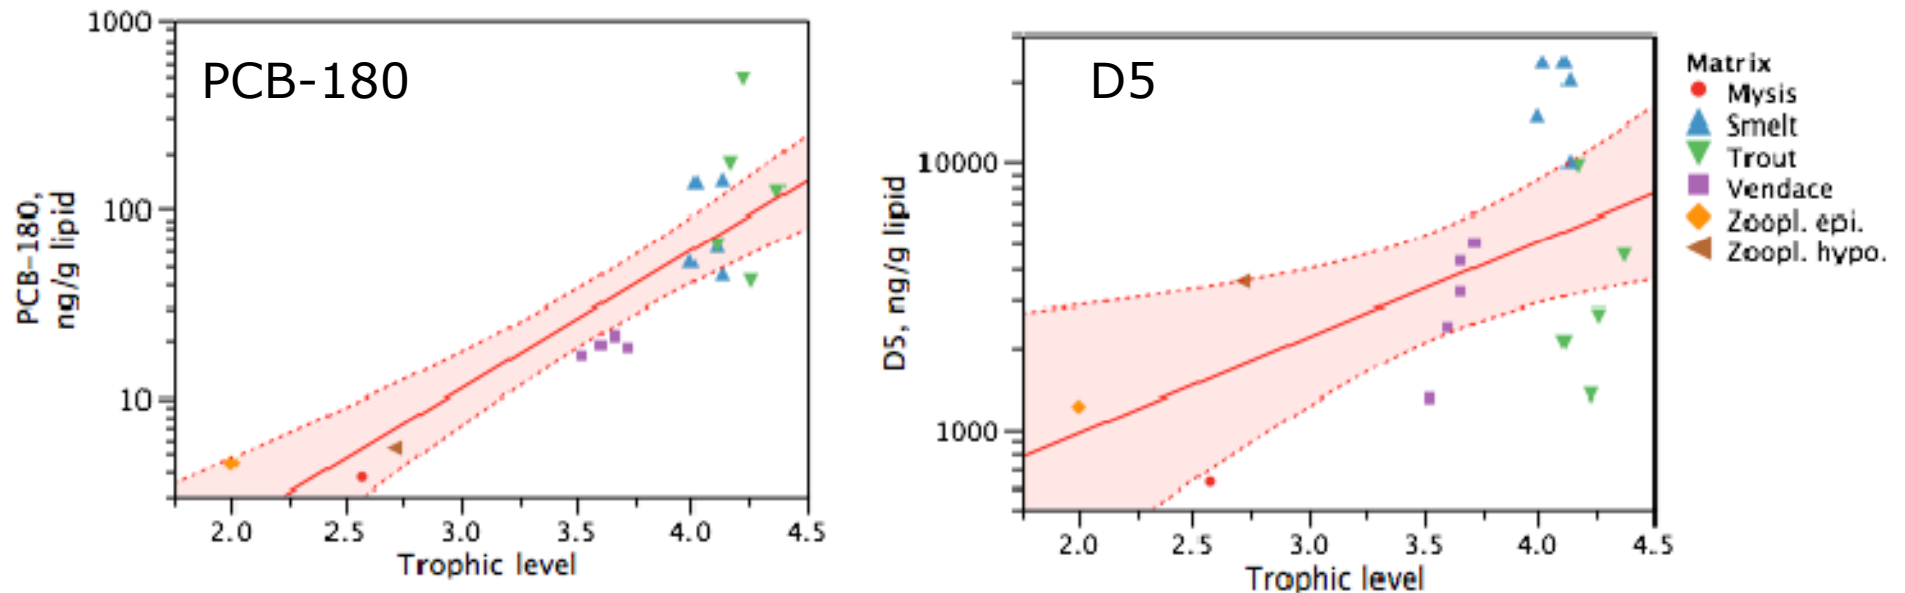 1000
PCB-180
100
10
PCB-180,
ng/g lipid
2.0 2.5 3.0 3.5 4.0 4.5
Trophic level
D5
10000
1000
D5, ng/g lipid
2.0 2.5 3.0 3.5 4.0 4.5
Trophic level
Matrix
Mysis
Smelt
Trout
Vendace
Zoopl. epi.
Zoopl. hypo.